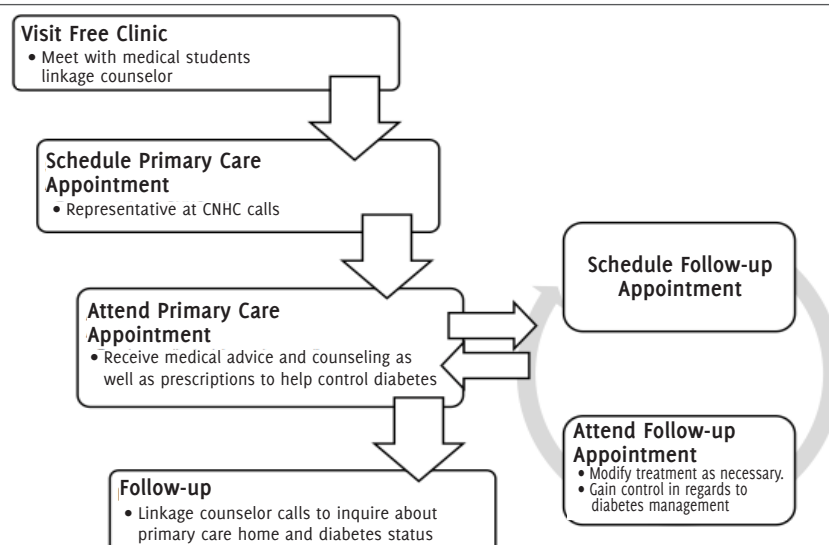 Visit Free Clinic
• Meet with medical students
linkage counselor
Schedule Primary Care
Appointment
• Representative at CNHC calls
Attend Primary Care
Appointment
• Receive medical advice and counseling as
well as prescriptions to help control diabetes
Follow-up
• Linkage counselor calls to inquire about
primary care home and diabetes status
Schedule Follow-up
Appointment
Attend Follow-up
Appointment
• Modify treatment as necessary.
• Gain control in regards to
diabetes management